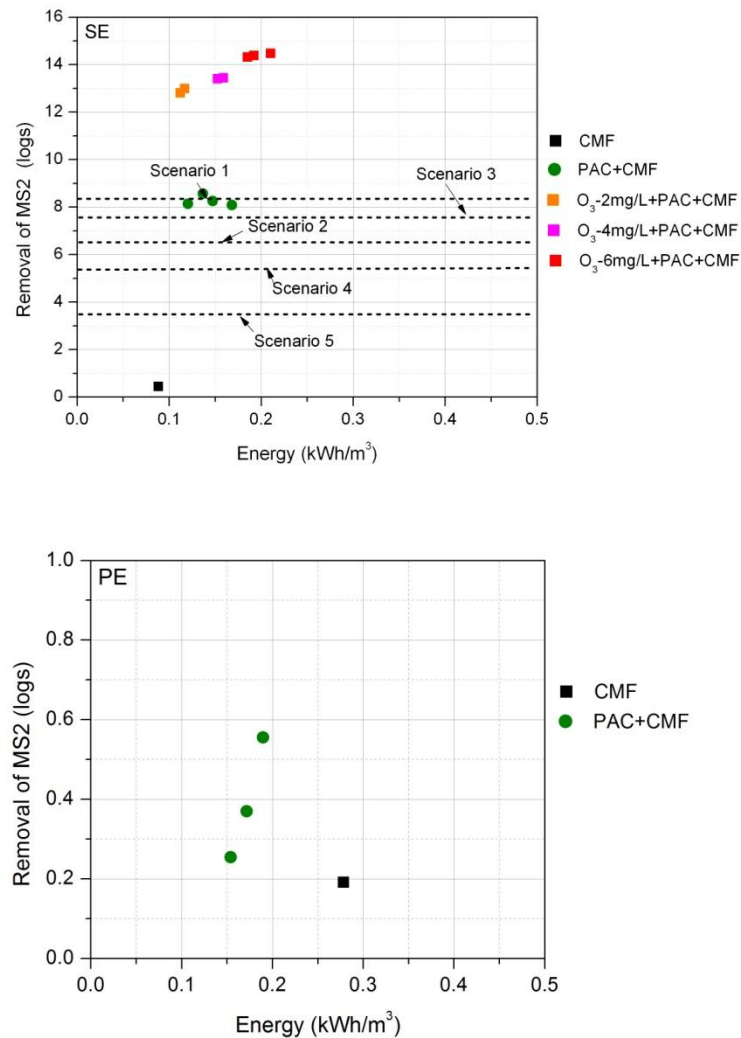 SE
16
14
12
10
8
6
4
2
0
Removal of MS2 (logs)
Scenario 1
Scenario 3
Scenario 2
Scenario 4
Scenario 5
0.0 0.1 0.2 0.3 0.4 0.5
Energy (kWh/m³)
CMF
PAC+CMF
O₃-2mg/L+PAC+CMF
O₃-4mg/L+PAC+CMF
O₃-6mg/L+PAC+CMF
PE
1.0
0.8
0.6
0.4
0.2
0.0
Removal of MS2 (logs)
0.0 0.1 0.2 0.3 0.4 0.5
Energy (kWh/m³)
CMF
PAC+CMF